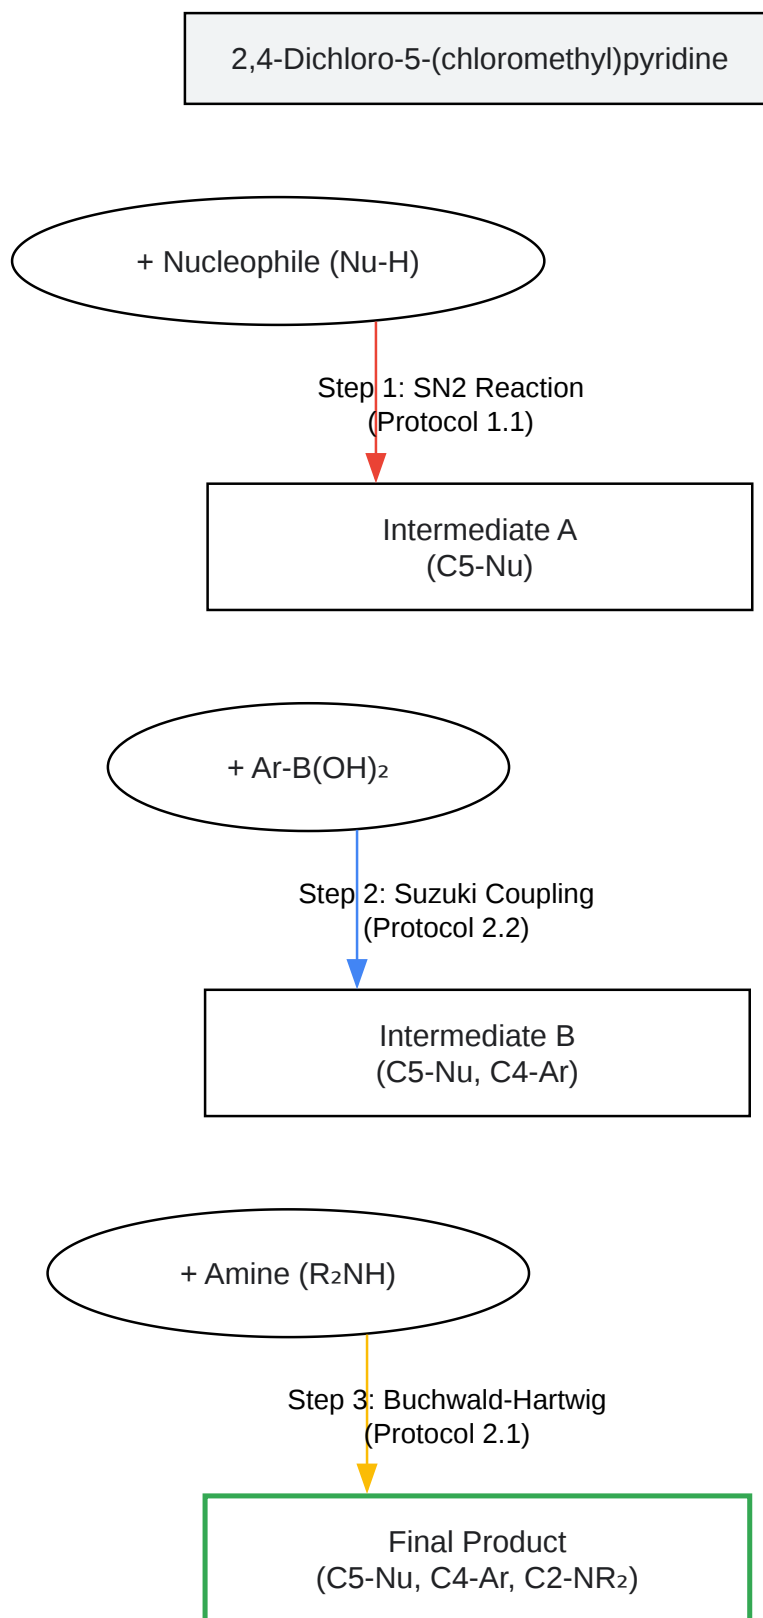 2,4-Dichloro-5-(chloromethyl)pyridine
+ Nucleophile (Nu-H)
Step 1: SN2 Reaction
(Protocol 1.1)
Intermediate A
(C5-Nu)
+ Ar-B(OH)₂
Step 2: Suzuki Coupling
(Protocol 2.2)
Intermediate B
(C5-Nu, C4-Ar)
+ Amine (R₂NH)
Step 3: Buchwald-Hartwig
(Protocol 2.1)
Final Product
(C5-Nu, C4-Ar, C2-NR₂)